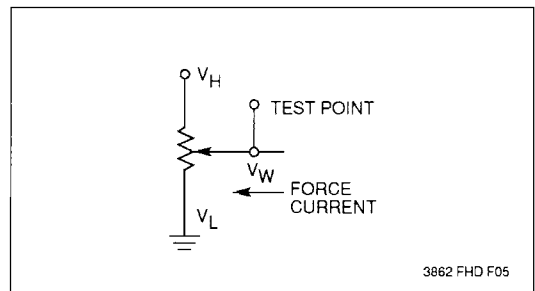 VH
TEST POINT
VW
FORCE
CURRENT
VL
3862 FHD F05